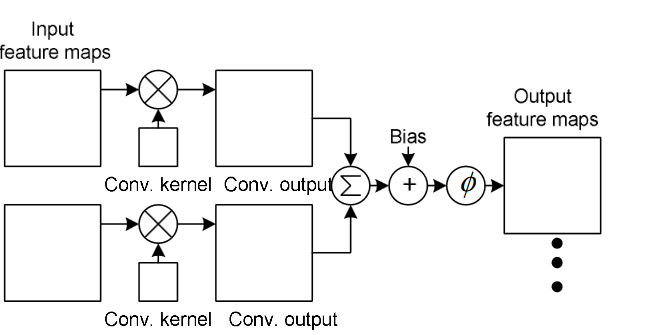 Input
feature maps
Conv. kernel
Conv. output
Σ
Bias
+
ϕ
Output
feature maps
Conv. kernel
Conv. output